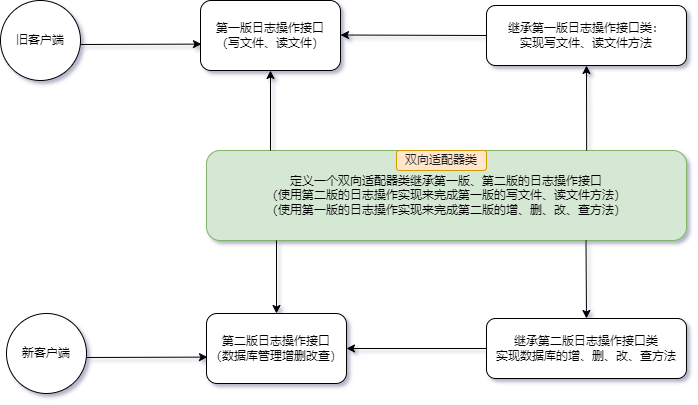 旧客户端
第一版日志操作接口
（写文件、读文件）
继承第一版日志操作接口类：
实现写文件、读文件方法
双向适配器类
定义一个双向适配器类继承第一版、第二版的日志操作接口
（使用第二版的日志操作实现来完成第一版的写文件、读文件方法）
（使用第一版的日志操作实现来完成第二版的增、删、改、查方法）
新客户端
第二版日志操作接口
（数据库管理增删改查）
继承第二版日志操作接口类
实现数据库的增、删、改、查方法